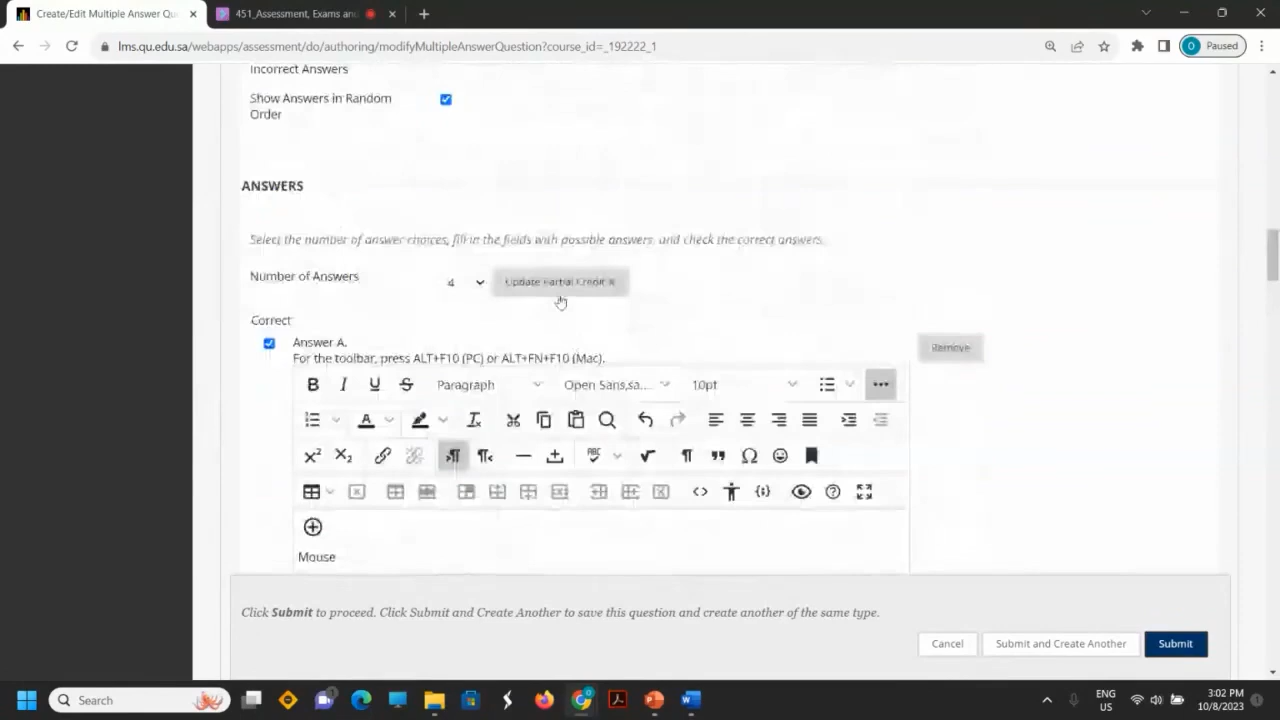 Create/Edit Multiple Answer Qu
451_Assessment, Exams and
lms.qu.edu.sa/webapps/assessment/do/authoring/modifyMultipleAnswerQuestion?course_id=_192222_1
Paused
Incorrect Answers
Show Answers in Random
Order
ANSWERS
Select the number of answer choices, fill in the fields with possible answers, and check the correct answers.
Number of Answers
4
Update Partial Credit %
Correct
Answer A.
For the toolbar, press ALT+F10 (PC) or ALT+FN+F10 (Mac).
Remove
B I U S Paragraph Open Sans,sa... 10pt
Mouse
Click Submit to proceed. Click Submit and Create Another to save this question and create another of the same type.
Cancel
Submit and Create Another
Submit
Search
ENG
US
3:02 PM
10/8/2023